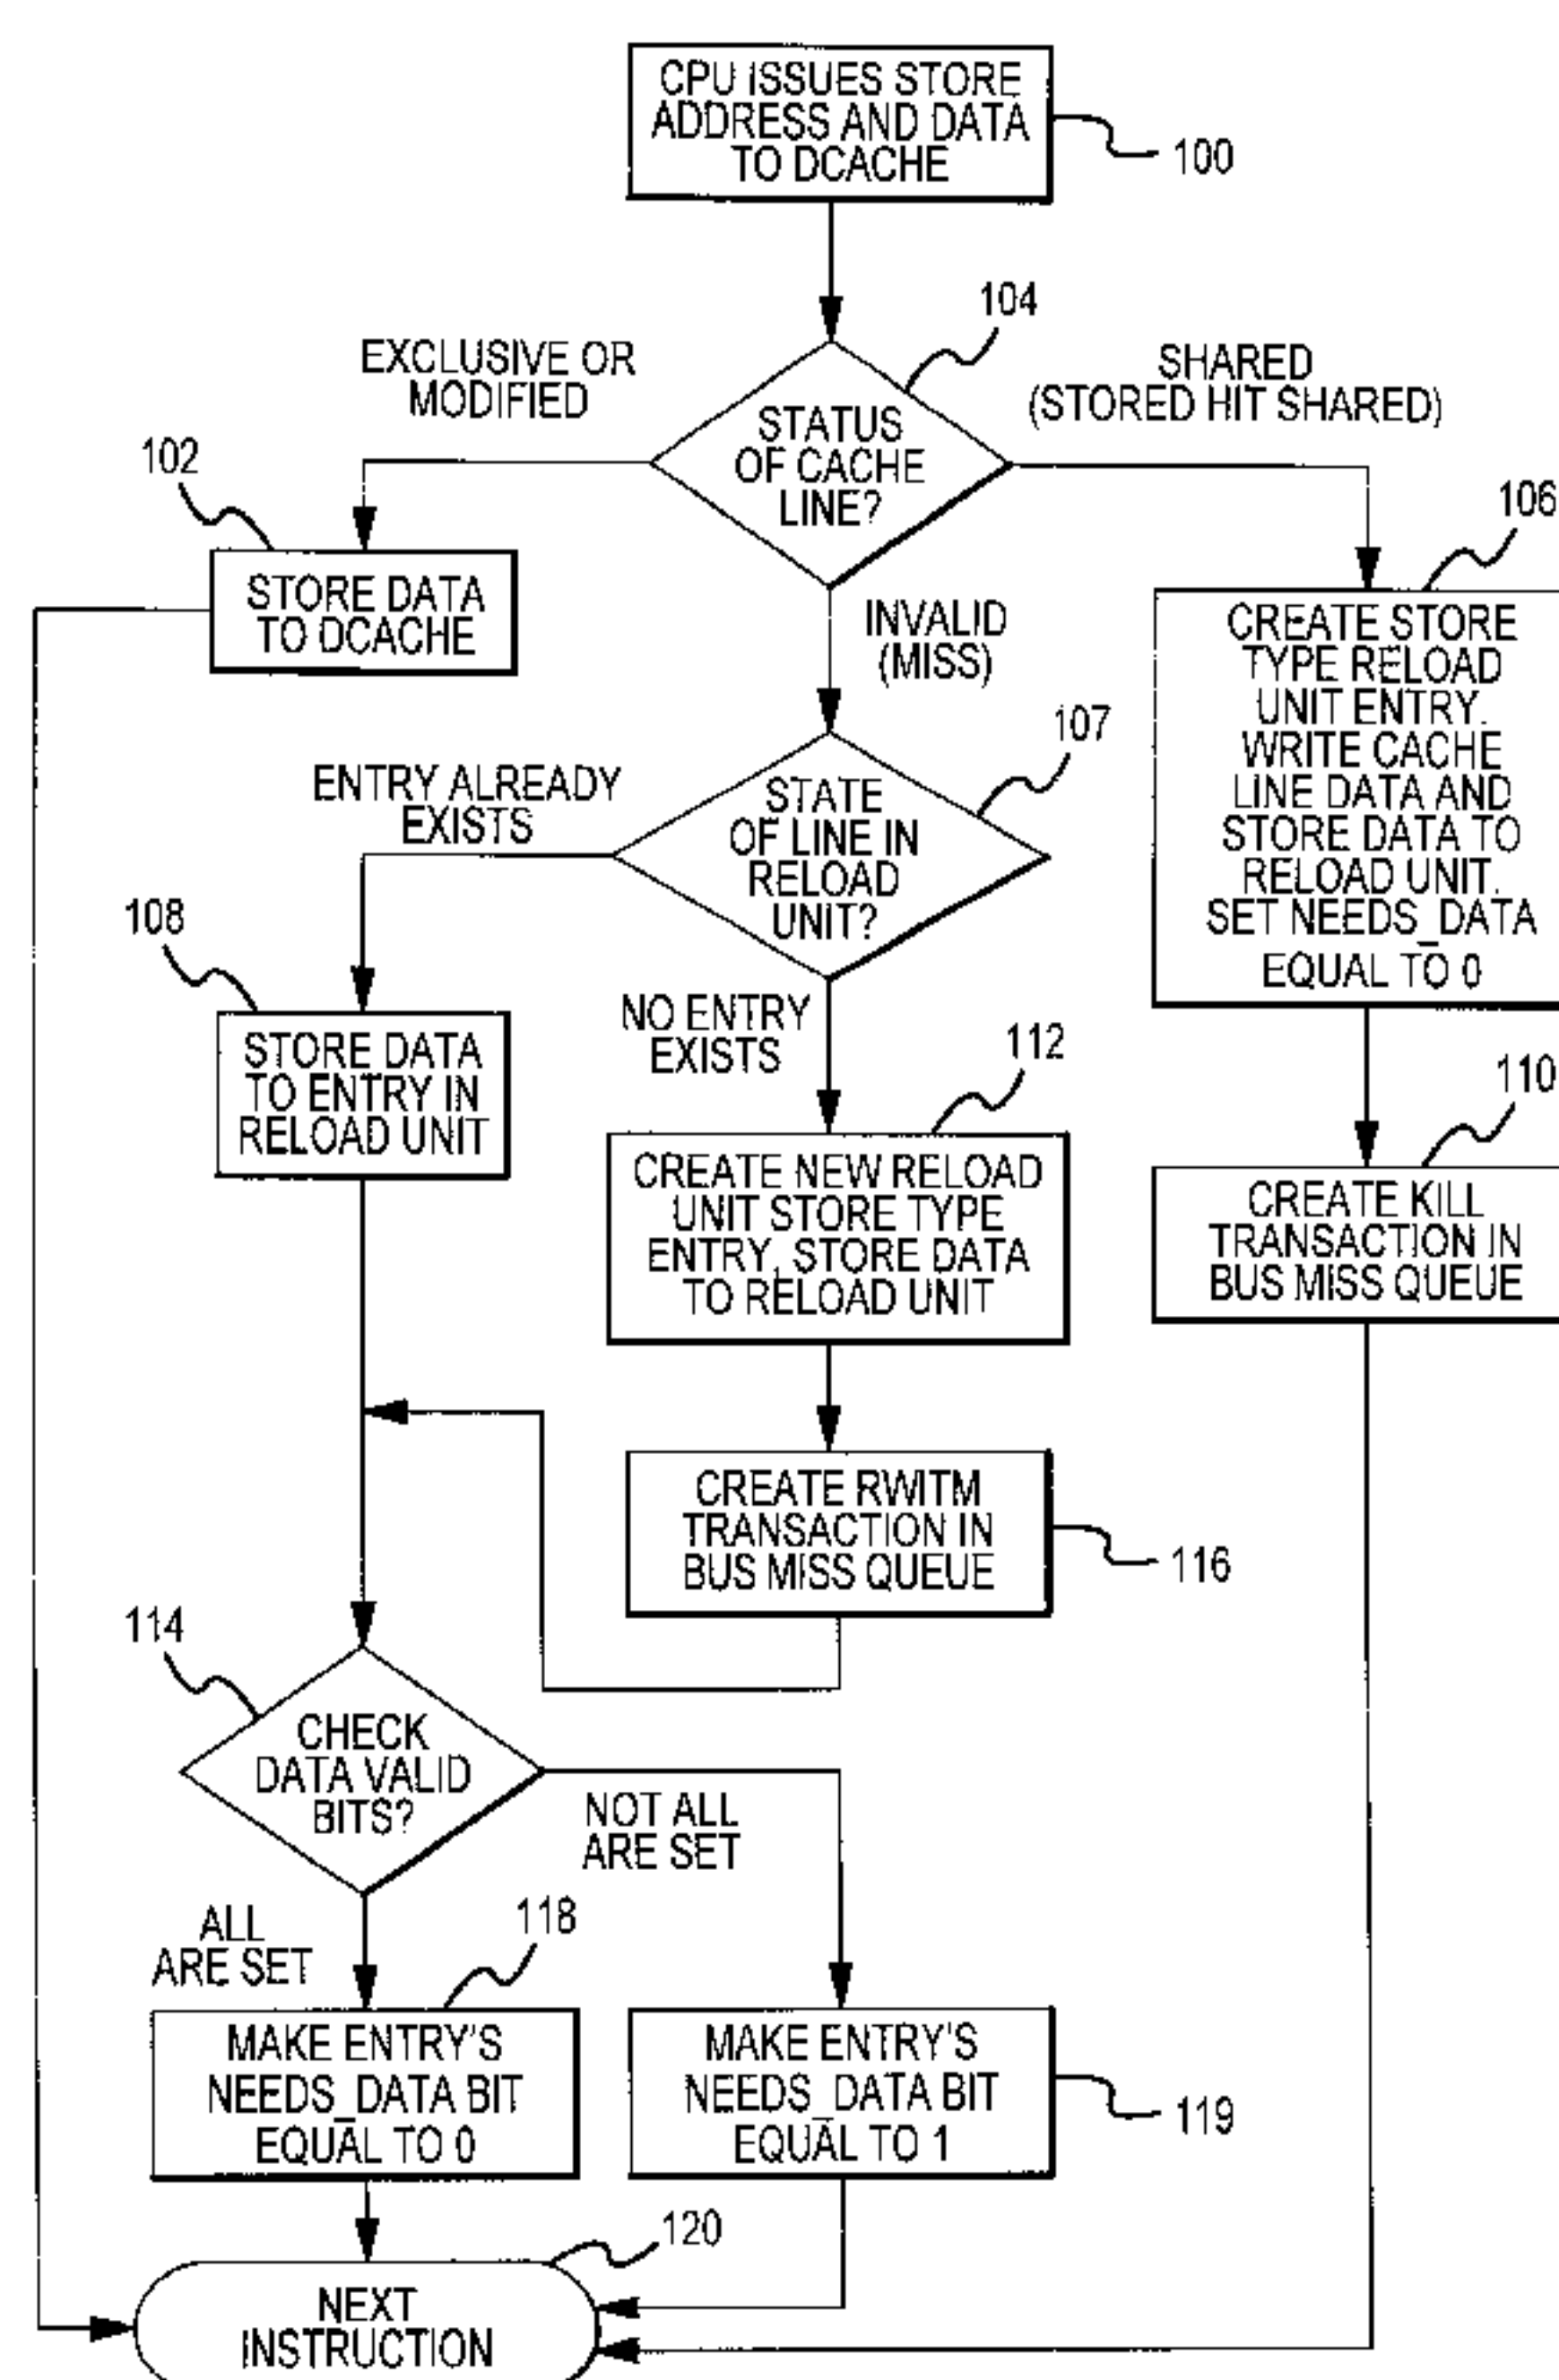 CPU ISSUES STORE
ADDRESS AND DATA
TO DCACHE
100
104
EXCLUSIVE OR
MODIFIED
SHARED
(STORED HIT SHARED)
STATUS
OF CACHE
LINE?
102
106
STORE DATA
TO DCACHE
INVALID
(MISS)
CREATE STORE
TYPE RELOAD
UNIT ENTRY.
WRITE CACHE
LINE DATA AND
STORE DATA TO
RELOAD UNIT.
SET NEEDS_DATA
EQUAL TO 0
107
ENTRY ALREADY
EXISTS
STATE
OF LINE IN
RELOAD
UNIT?
108
NO ENTRY
EXISTS
112
110
STORE DATA
TO ENTRY IN
RELOAD UNIT
CREATE NEW RELOAD
UNIT STORE TYPE
ENTRY, STORE DATA
TO RELOAD UNIT
CREATE KILL
TRANSACTION IN
BUS MISS QUEUE
CREATE RWITM
TRANSACTION IN
BUS MISS QUEUE
116
114
CHECK
DATA VALID
BITS?
NOT ALL
ARE SET
ALL
ARE SET
118
MAKE ENTRY'S
NEEDS_DATA BIT
EQUAL TO 0
MAKE ENTRY'S
NEEDS_DATA BIT
EQUAL TO 1
119
120
NEXT
INSTRUCTION